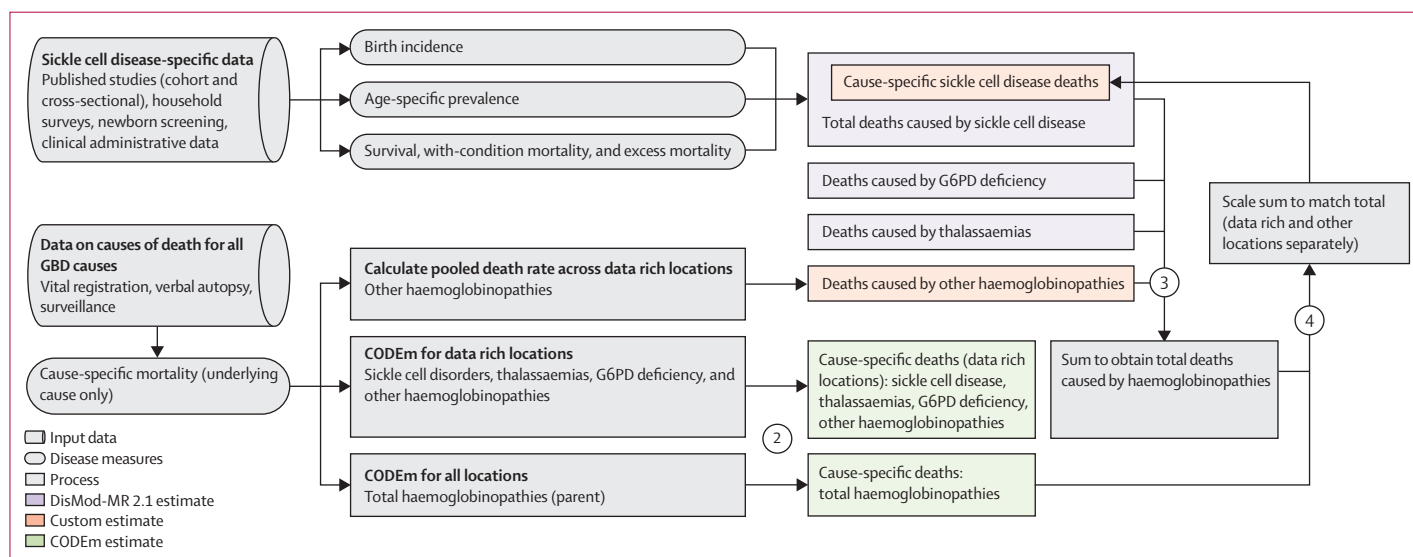 Sickle cell disease-specific data
Published studies (cohort and
cross-sectional), household
surveys, newborn screening,
clinical administrative data
Birth incidence
Age-specific prevalence
Survival, with-condition mortality, and excess mortality
Cause-specific sickle cell disease deaths
Total deaths caused by sickle cell disease
Deaths caused by G6PD deficiency
Deaths caused by thalassaemias
Deaths caused by other haemoglobinopathies
Scale sum to match total
(data rich and other
locations separately)
Data on causes of death for all
GBD causes
Vital registration, verbal autopsy,
surveillance
Cause-specific mortality (underlying
cause only)
Calculate pooled death rate across data rich locations
Other haemoglobinopathies
CODEm for data rich locations
Sickle cell disorders, thalassaemias, G6PD deficiency, and
other haemoglobinopathies
CODEm for all locations
Total haemoglobinopathies (parent)
2
Cause-specific deaths (data rich
locations): sickle cell disease,
thalassaemias, G6PD deficiency,
other haemoglobinopathies
Cause-specific deaths:
total haemoglobinopathies
3
Sum to obtain total deaths
caused by haemoglobinopathies
4
Input data
Disease measures
Process
DisMod-MR 2.1 estimate
Custom estimate
CODEm estimate